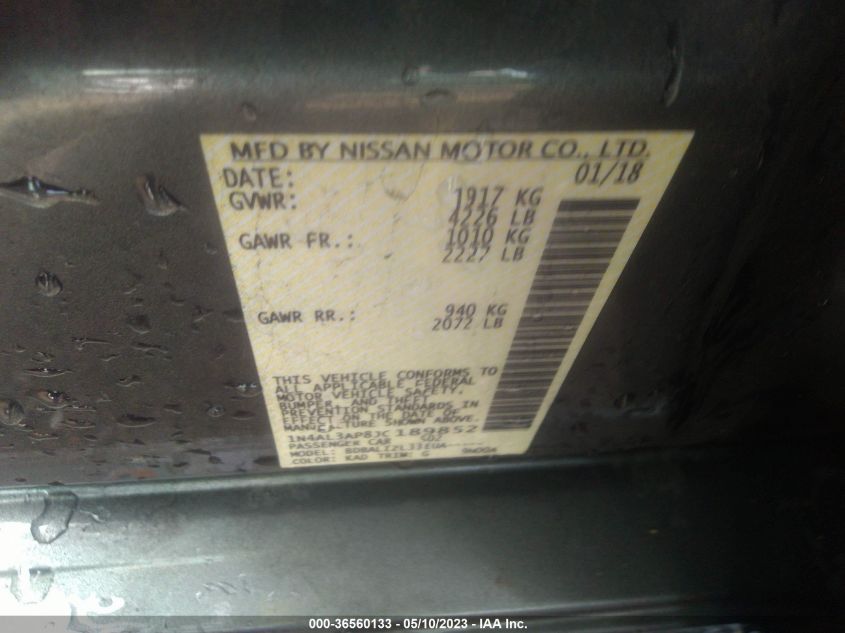 MFD BY NISSAN MOTOR CO., LTD.
DATE: 01/18
GVWR: 1917 KG
4226 LB
GAWR FR.: 1010 KG
2227 LB
GAWR RR.: 940 KG
2072 LB
THIS VEHICLE CONFORMS TO
ALL APPLICABLE FEDERAL
MOTOR VEHICLE SAFETY,
BUMPER, AND THEFT
PREVENTION STANDARDS IN
EFFECT ON THE DATE OF
MANUFACTURE SHOWN ABOVE.
1N4AL3AP8JC 189852
PASSENGER CAR
MODEL:
COLOR: KAD TRIM: G
000-36560133 - 05/10/2023 - IAA Inc.